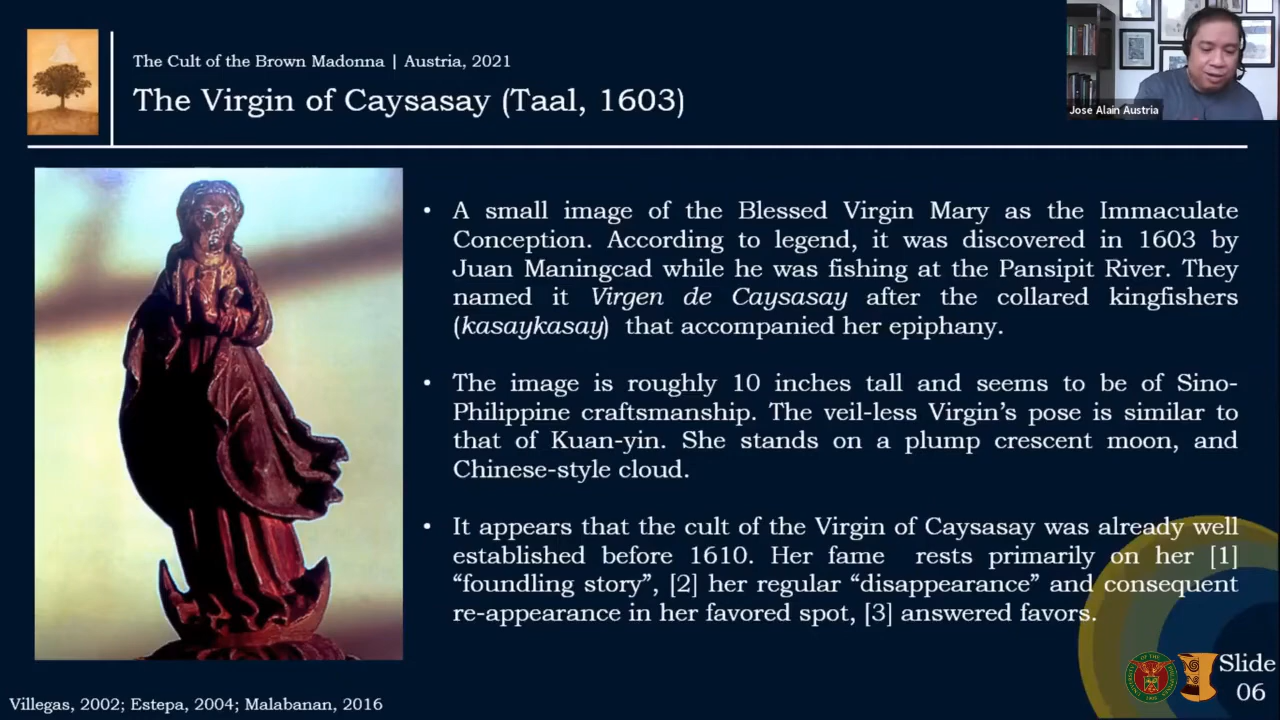 The Cult of the Brown Madonna | Austria, 2021
The Virgin of Caysasay (Taal, 1603)
Jose Alain Austria
• A small image of the Blessed Virgin Mary as the Immaculate
Conception. According to legend, it was discovered in 1603 by
Juan Maningcad while he was fishing at the Pansipit River. They
named it Virgen de Caysasay after the collared kingfishers
(kasaykasay) that accompanied her epiphany.
• The image is roughly 10 inches tall and seems to be of Sino-
Philippine craftsmanship. The veil-less Virgin's pose is similar to
that of Kuan-yin. She stands on a plump crescent moon, and
Chinese-style cloud.
• It appears that the cult of the Virgin of Caysasay was already well
established before 1610. Her fame rests primarily on her [1]
“foundling story”, [2] her regular “disappearance” and consequent
re-appearance in her favored spot, [3] answered favors.
Slide
06
Villegas, 2002; Estepa, 2004; Malabanan, 2016